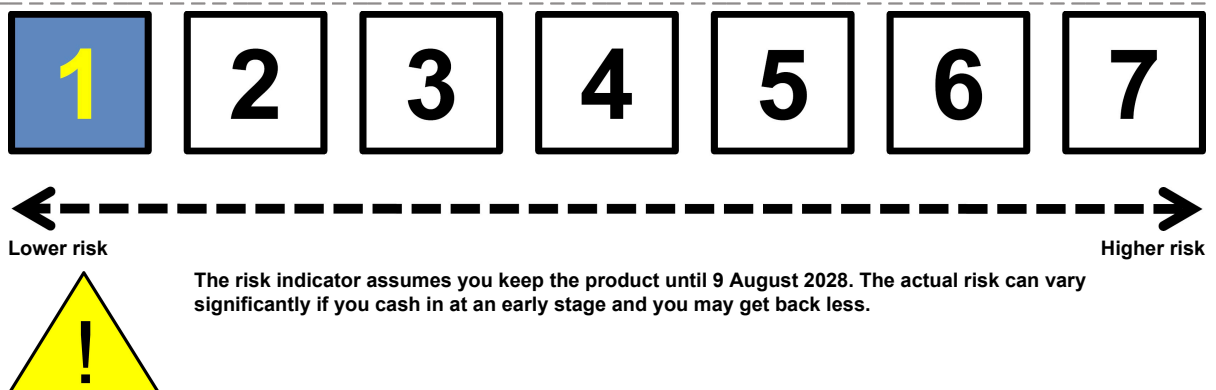 1 2 3 4 5 6 7
Lower risk Higher risk
The risk indicator assumes you keep the product until 9 August 2028. The actual risk can vary
significantly if you cash in at an early stage and you may get back less.
!